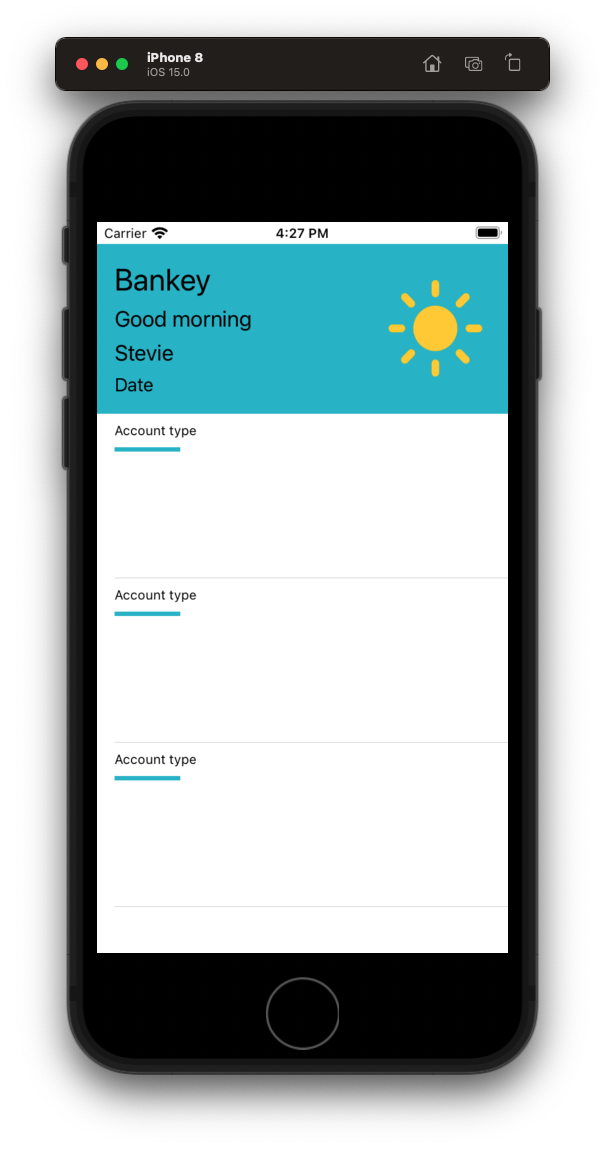 iPhone 8
iOS 15.0
Carrier 4:27 PM
Bankey
Good morning
Stevie
Date
Account type
Account type
Account type